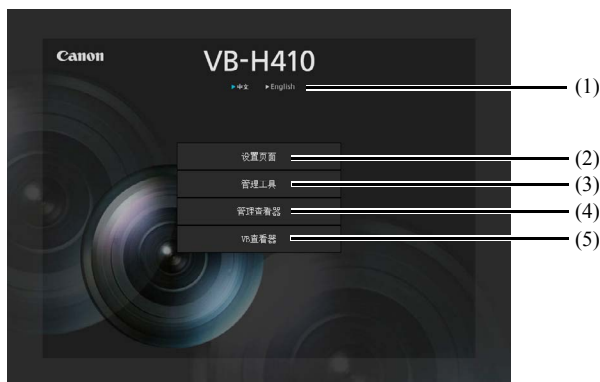 Canon
VB-H410
▶中文 ▶English (1)
设置页面 (2)
管理工具 (3)
管理查看器 (4)
VB查看器 (5)